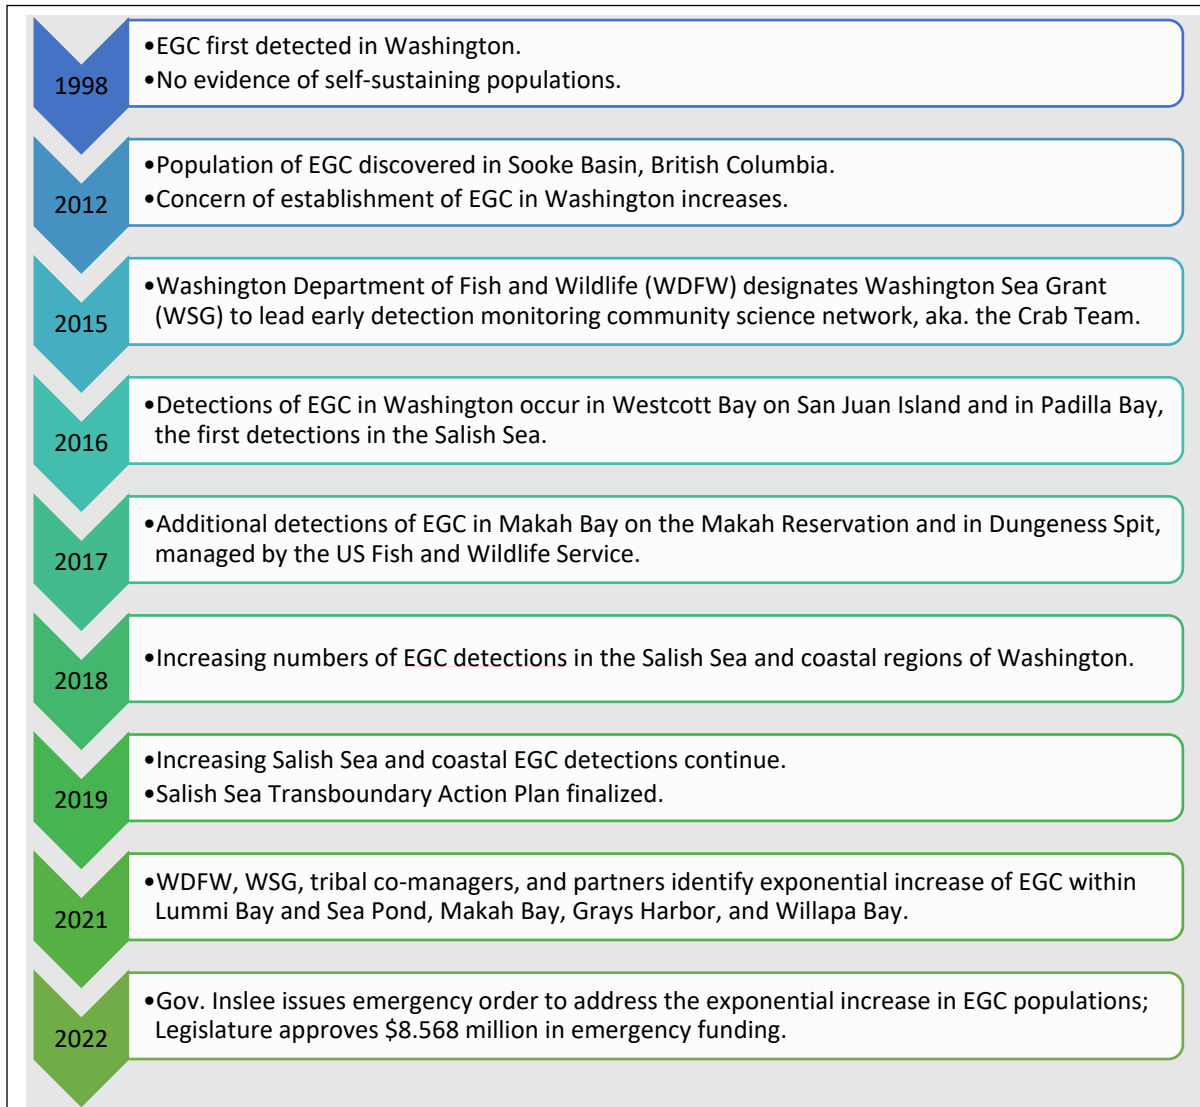 1998
•EGC first detected in Washington.
•No evidence of self-sustaining populations.
2012
•Population of EGC discovered in Sooke Basin, British Columbia.
•Concern of establishment of EGC in Washington increases.
2015
•Washington Department of Fish and Wildlife (WDFW) designates Washington Sea Grant
(WSG) to lead early detection monitoring community science network, aka. the Crab Team.
2016
•Detections of EGC in Washington occur in Westcott Bay on San Juan Island and in Padilla Bay,
the first detections in the Salish Sea.
2017
•Additional detections of EGC in Makah Bay on the Makah Reservation and in Dungeness Spit,
managed by the US Fish and Wildlife Service.
2018
•Increasing numbers of EGC detections in the Salish Sea and coastal regions of Washington.
2019
•Increasing Salish Sea and coastal EGC detections continue.
•Salish Sea Transboundary Action Plan finalized.
2021
•WDFW, WSG, tribal co-managers, and partners identify exponential increase of EGC within
Lummi Bay and Sea Pond, Makah Bay, Grays Harbor, and Willapa Bay.
2022
•Gov. Inslee issues emergency order to address the exponential increase in EGC populations;
Legislature approves $8.568 million in emergency funding.